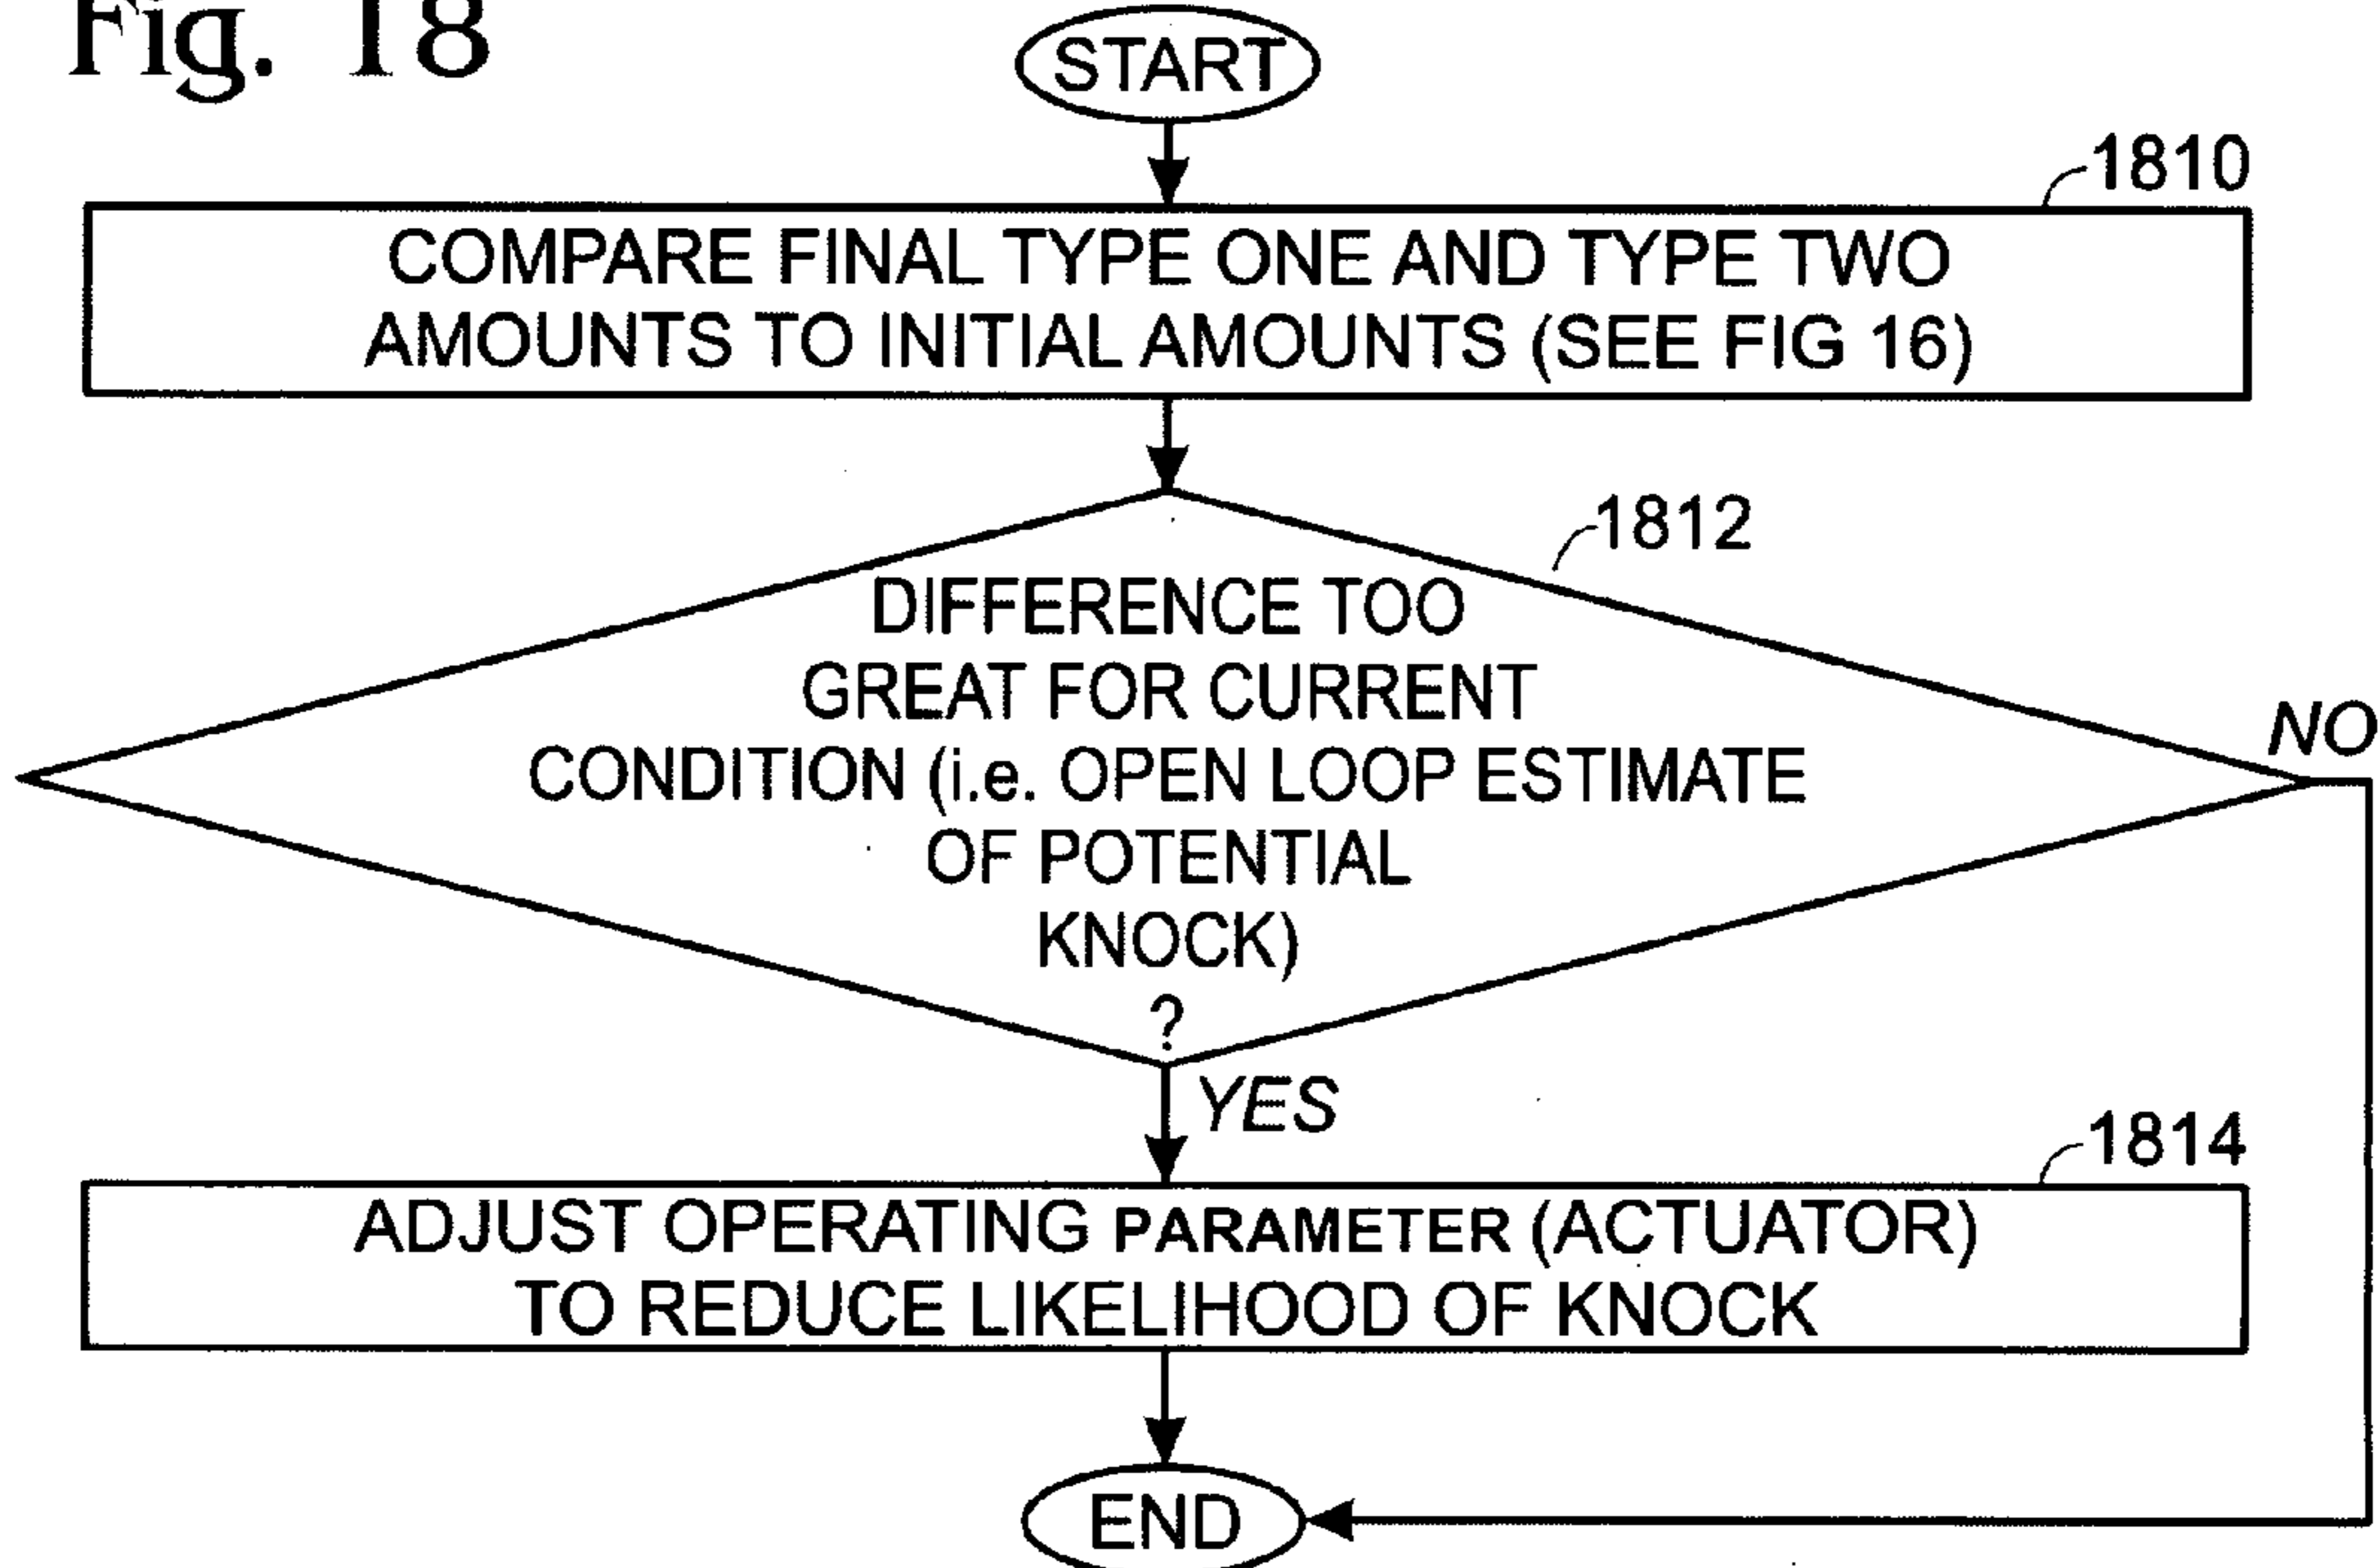 Fig. 18
START
1810
COMPARE FINAL TYPE ONE AND TYPE TWO
AMOUNTS TO INITIAL AMOUNTS (SEE FIG 16)
1812
DIFFERENCE TOO
GREAT FOR CURRENT
CONDITION (i.e. OPEN LOOP ESTIMATE
OF POTENTIAL
KNOCK)
?
NO
YES
1814
ADJUST OPERATING PARAMETER (ACTUATOR)
TO REDUCE LIKELIHOOD OF KNOCK
END